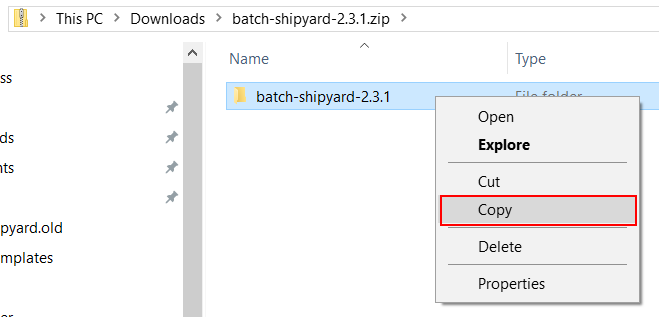 This PC > Downloads > batch-shipyard-2.3.1.zip >
Name Type
batch-shipyard-2.3.1 File folder
ss
ds
nts
pyard.old
mplates
er
Open
Explore
Cut
Copy
Delete
Properties